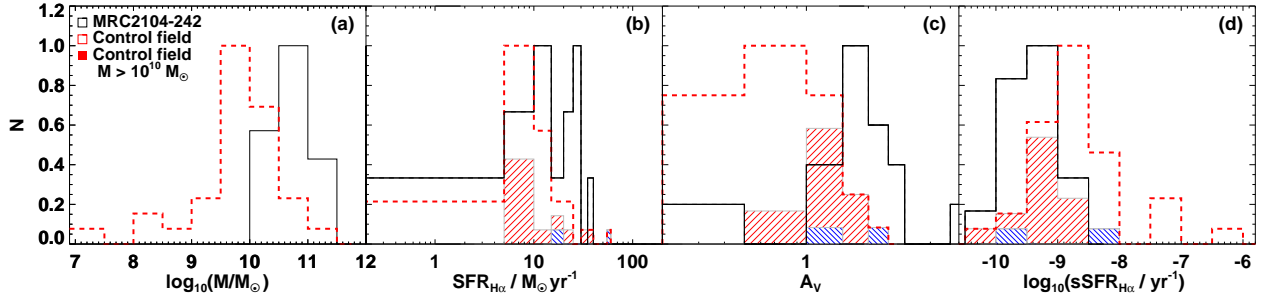 MRC2104-242
Control field
Control field
M > 10^10 M⊙
(a) (b) (c) (d)
N
1.2
1.0
0.8
0.6
0.4
0.2
0.0
7 8 9 10 11 12
1 10 100
1
-10 -9 -8 -7 -6
log10(M/M⊙)
SFRHα / M⊙ yr-1
AV
log10(sSFRHα / yr-1)